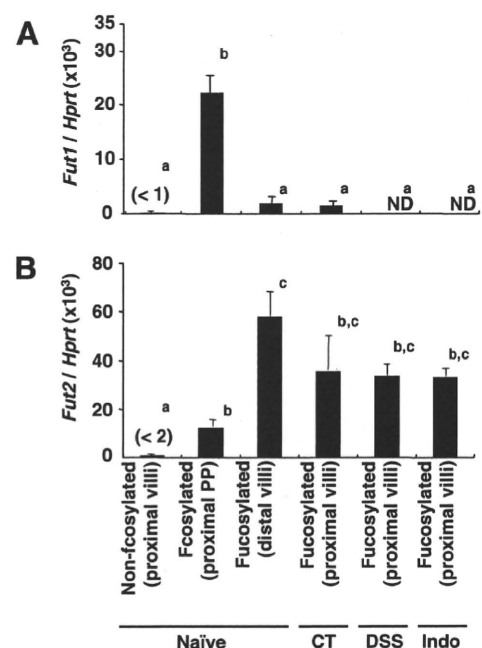 A
Fut1 / Hprt (x10³)
35
30
20
10
0
a
(< 1)
b
a
a
a
ND
a
ND
B
Fut2 / Hprt (x10³)
80
60
40
20
0
a
(< 2)
b
c
b,c
b,c
b,c
Non-fcosylated
(proximal villi)
Fcosylated
(proximal PP)
Fucosylated
(distal villi)
Fucosylated
(proximal villi)
Fucosylated
(proximal villi)
Fucosylated
(proximal villi)
Naïve
CT
DSS
Indo